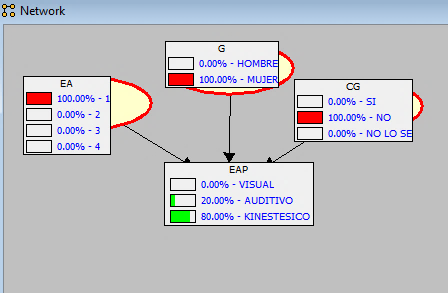 Network
G
0.00% - HOMBRE
100.00% - MUJER
EA
100.00% - 1
0.00% - 2
0.00% - 3
0.00% - 4
CG
0.00% - SI
100.00% - NO
0.00% - NO LO SE
EAP
0.00% - VISUAL
20.00% - AUDITIVO
80.00% - KINESTESICO